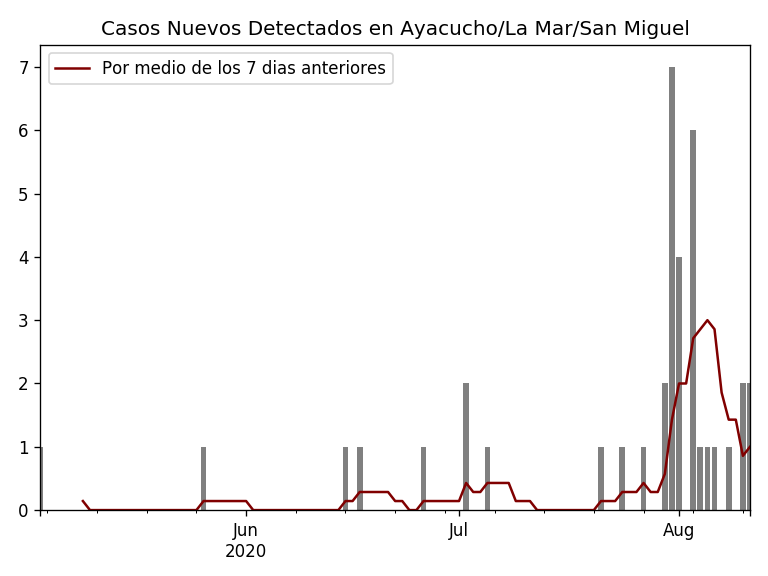 Casos Nuevos Detectados en Ayacucho/La Mar/San Miguel
Por medio de los 7 dias anteriores
7
6
5
4
3
2
1
0
Jun
2020
Jul
Aug